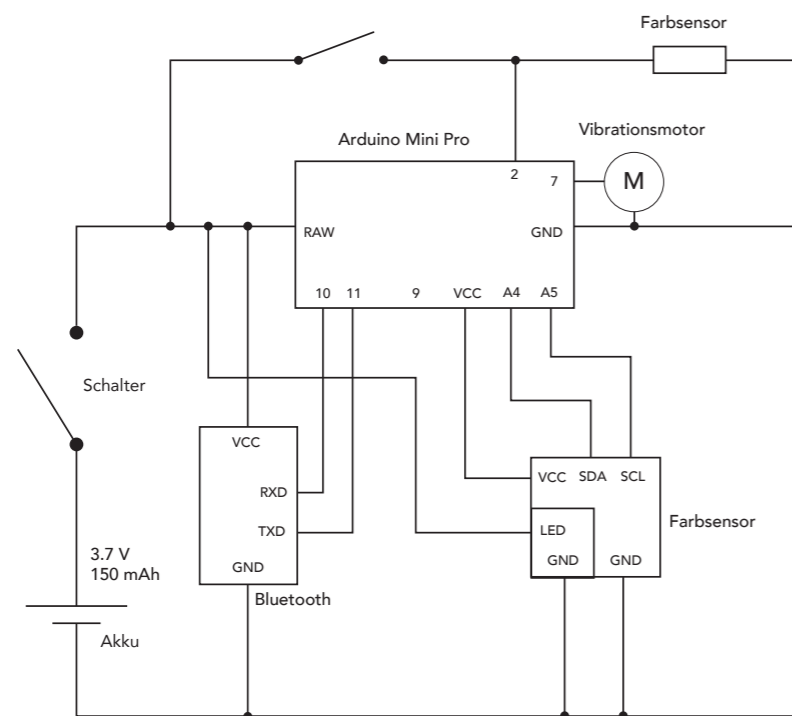 Farbsensor
Vibrationsmotor
Arduino Mini Pro
M
2
7
RAW
GND
10 11 9 VCC A4 A5
Schalter
VCC
RXD
TXD
GND
Bluetooth
VCC SDA SCL
LED
GND GND
Farbsensor
3.7 V
150 mAh
Akku